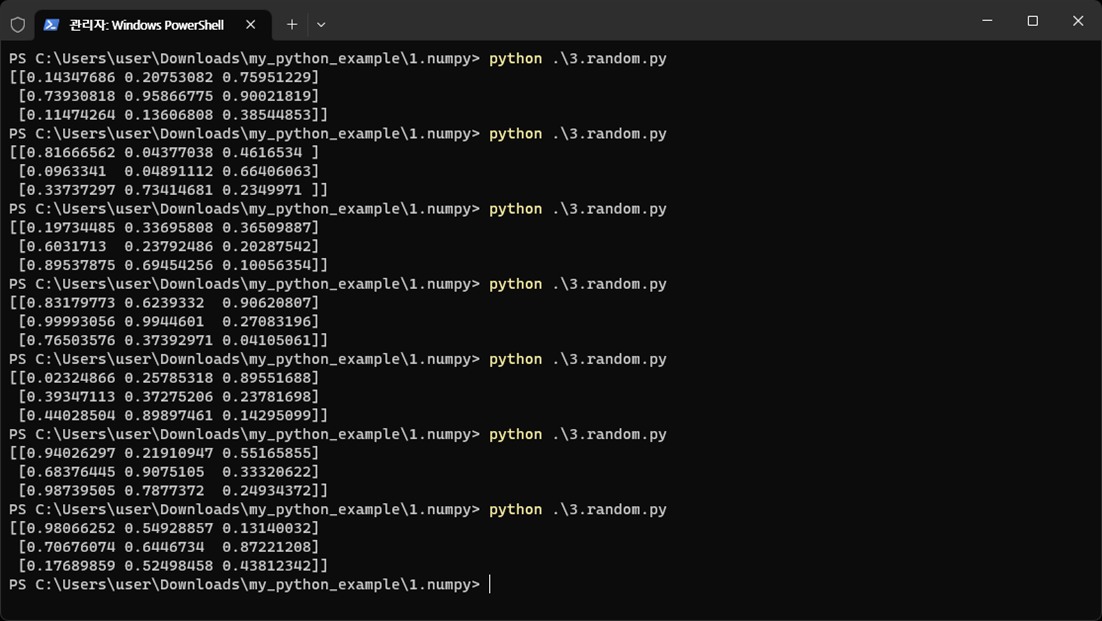 관리자: Windows PowerShell
PS C:\Users\user\Downloads\my_python_example\1.numpy> python .\3.random.py
[[0.14347686 0.20753082 0.75951229]
 [0.73930818 0.95866775 0.90021819]
 [0.11474264 0.13606808 0.38544853]]
PS C:\Users\user\Downloads\my_python_example\1.numpy> python .\3.random.py
[[0.81666562 0.04377038 0.4616534 ]
 [0.0963341  0.04891112 0.66406063]
 [0.33737297 0.73414681 0.2349971 ]]
PS C:\Users\user\Downloads\my_python_example\1.numpy> python .\3.random.py
[[0.19734485 0.33695808 0.36509887]
 [0.6031713  0.23792486 0.20287542]
 [0.89537875 0.69454256 0.10056354]]
PS C:\Users\user\Downloads\my_python_example\1.numpy> python .\3.random.py
[[0.83179773 0.6239332  0.90620807]
 [0.99993056 0.9944601  0.27083196]
 [0.76503576 0.37392971 0.04105061]]
PS C:\Users\user\Downloads\my_python_example\1.numpy> python .\3.random.py
[[0.02324866 0.25785318 0.89551688]
 [0.39347113 0.37275206 0.23781698]
 [0.44028504 0.89897461 0.14295099]]
PS C:\Users\user\Downloads\my_python_example\1.numpy> python .\3.random.py
[[0.94026297 0.21910947 0.55165855]
 [0.68376445 0.9075105  0.33320622]
 [0.98739505 0.7877372  0.24934372]]
PS C:\Users\user\Downloads\my_python_example\1.numpy> python .\3.random.py
[[0.98066252 0.54928857 0.13140032]
 [0.70676074 0.6446734  0.87221208]
 [0.17689859 0.52498458 0.43812342]]
PS C:\Users\user\Downloads\my_python_example\1.numpy>